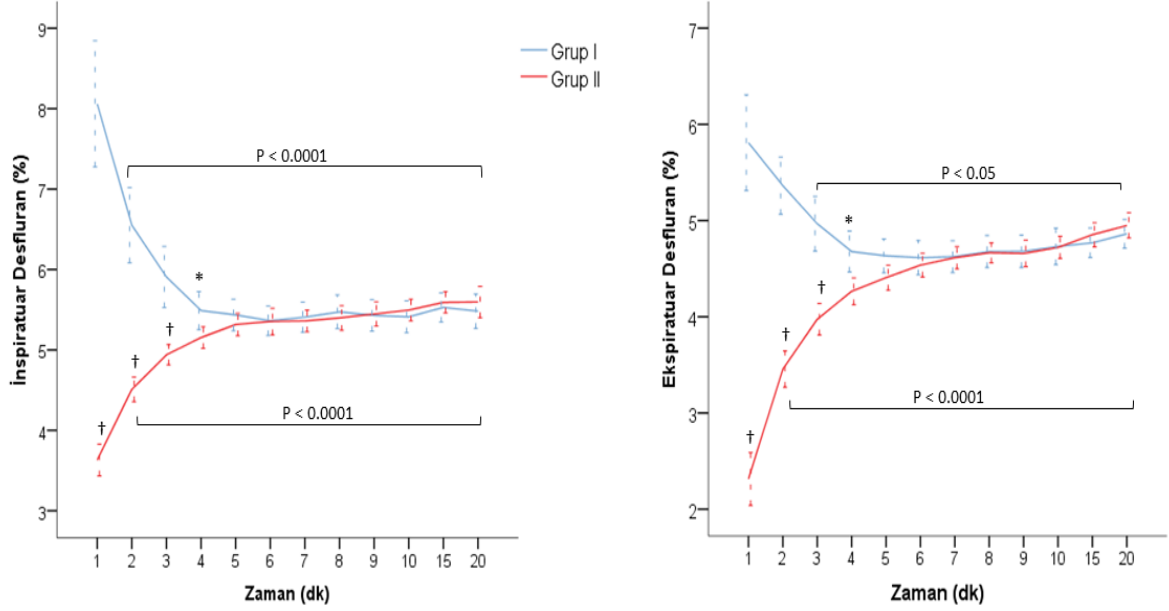 İnspiratuar Desfluran (%)
9
8
7
6
5
4
3
P < 0.0001
*
†
†
†
P < 0.0001
1 2 3 4 5 6 7 8 9 10 15 20
Zaman (dk)
Grup I
Grup II
Ekspiratuar Desfluran (%)
7
6
5
4
3
2
P < 0.05
*
†
†
†
P < 0.0001
1 2 3 4 5 6 7 8 9 10 15 20
Zaman (dk)